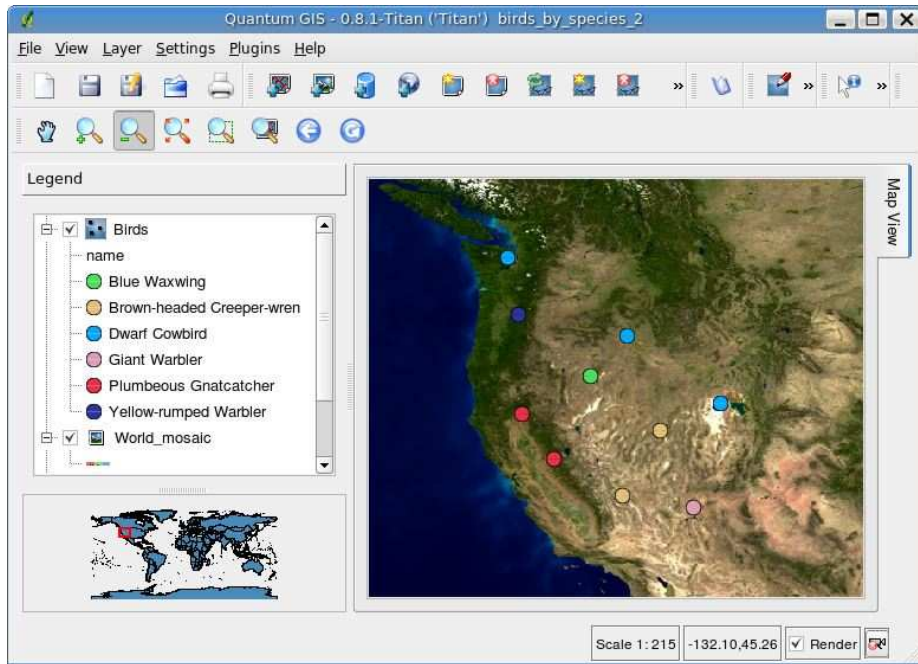 Quantum GIS - 0.8.1-Titan ('Titan') birds_by_species_2
File View Layer Settings Plugins Help
» » »
Legend
Map View
Birds
name
Blue Waxwing
Brown-headed Creeper-wren
Dwarf Cowbird
Giant Warbler
Plumbeous Gnatcatcher
Yellow-rumped Warbler
World_mosaic
Scale 1: 215 -132.10,45.26 Render